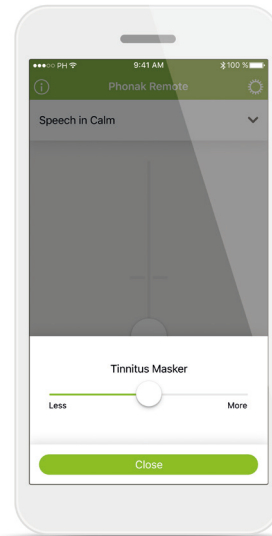 ●●●○○ PH 9:41 AM 100 %
Phonak Remote
Speech in Calm
Tinnitus Masker
Less More
Close